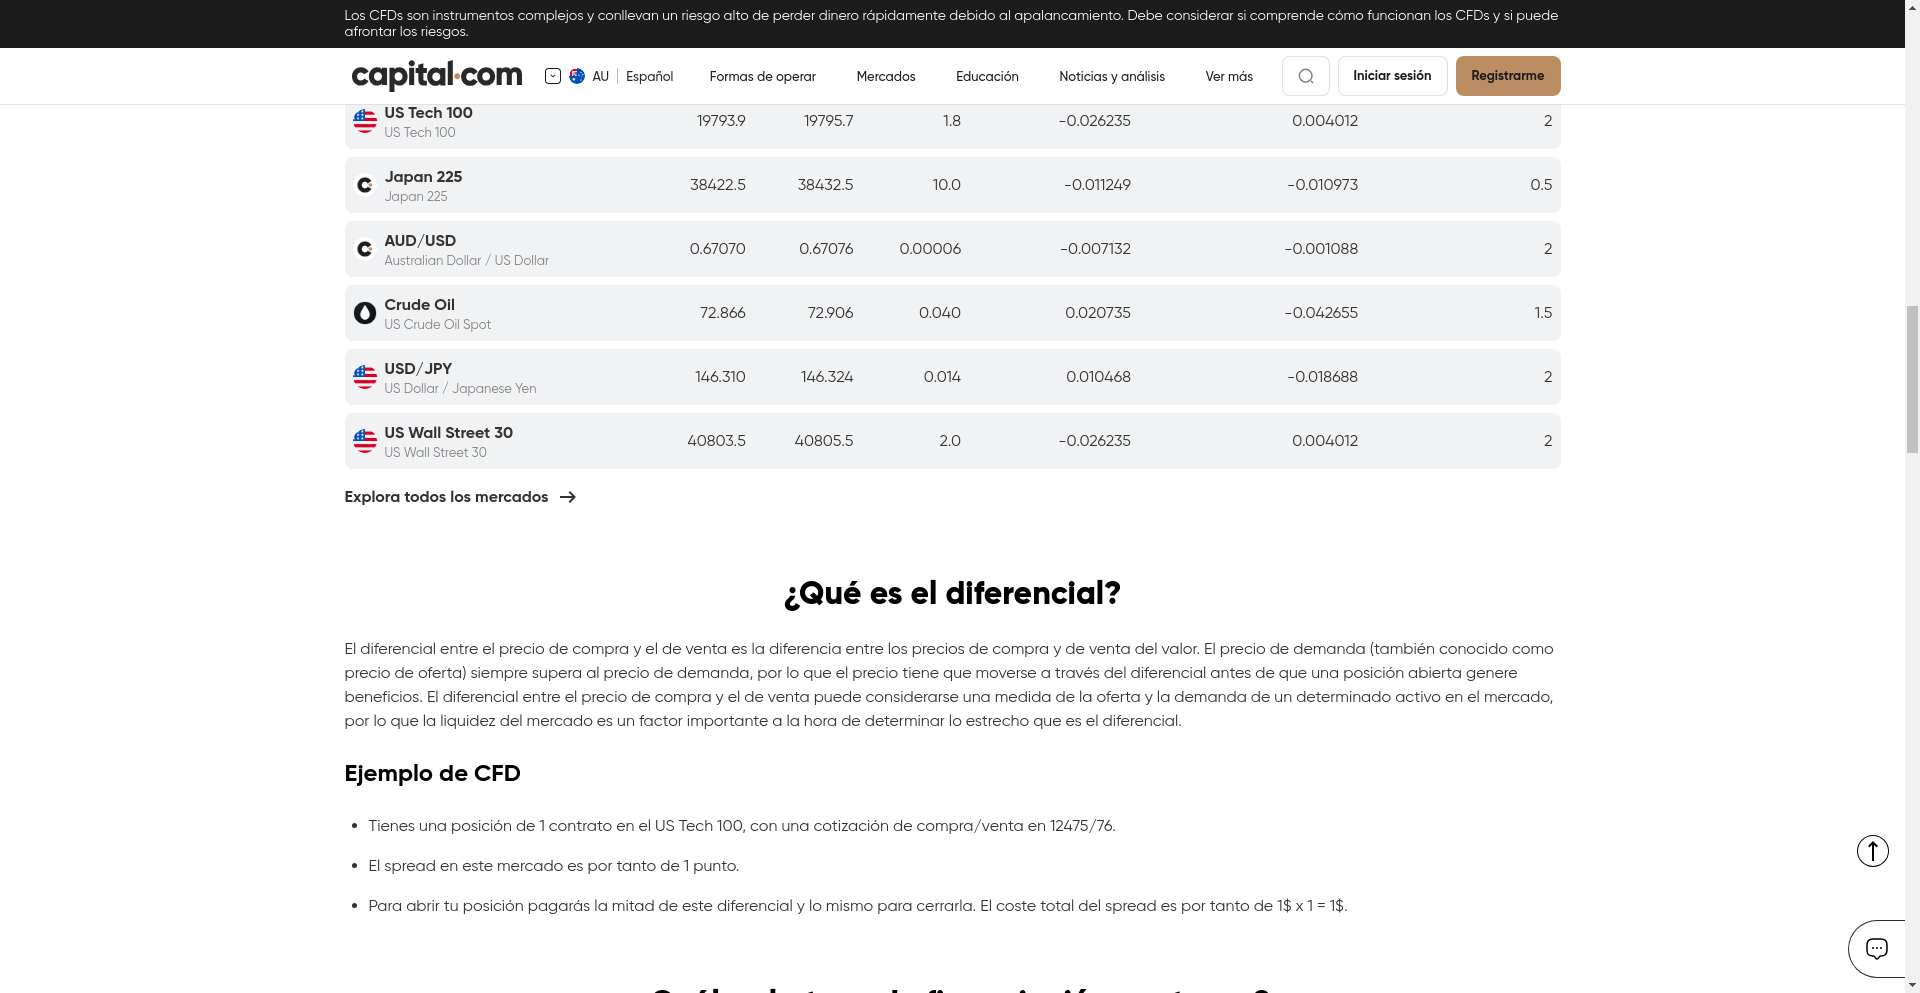 Los CFDs son instrumentos complejos y conllevan un riesgo alto de perder dinero rápidamente debido al apalancamiento. Debe considerar si comprende cómo funcionan los CFDs y si puede
afrontar los riesgos.
capital.com AU Español Formas de operar Mercados Educación Noticias y análisis Ver más Iniciar sesión Registrarme
US Tech 100
US Tech 100 19793.9 19795.7 1.8 -0.026235 0.004012 2
Japan 225
Japan 225 38422.5 38432.5 10.0 -0.011249 -0.010973 0.5
AUD/USD
Australian Dollar / US Dollar 0.67070 0.67076 0.00006 -0.007132 -0.001088 2
Crude Oil
US Crude Oil Spot 72.866 72.906 0.040 0.020735 -0.042655 1.5
USD/JPY
US Dollar / Japanese Yen 146.310 146.324 0.014 0.010468 -0.018688 2
US Wall Street 30
US Wall Street 30 40803.5 40805.5 2.0 -0.026235 0.004012 2
Explora todos los mercados
¿Qué es el diferencial?
El diferencial entre el precio de compra y el de venta es la diferencia entre los precios de compra y de venta del valor. El precio de demanda (también conocido como
precio de oferta) siempre supera al precio de demanda, por lo que el precio tiene que moverse a través del diferencial antes de que una posición abierta genere
beneficios. El diferencial entre el precio de compra y el de venta puede considerarse una medida de la oferta y la demanda de un determinado activo en el mercado,
por lo que la liquidez del mercado es un factor importante a la hora de determinar lo estrecho que es el diferencial.
Ejemplo de CFD
• Tienes una posición de 1 contrato en el US Tech 100, con una cotización de compra/venta en 12475/76.
• El spread en este mercado es por tanto de 1 punto.
• Para abrir tu posición pagarás la mitad de este diferencial y lo mismo para cerrarla. El coste total del spread es por tanto de 1$ x 1 = 1$.